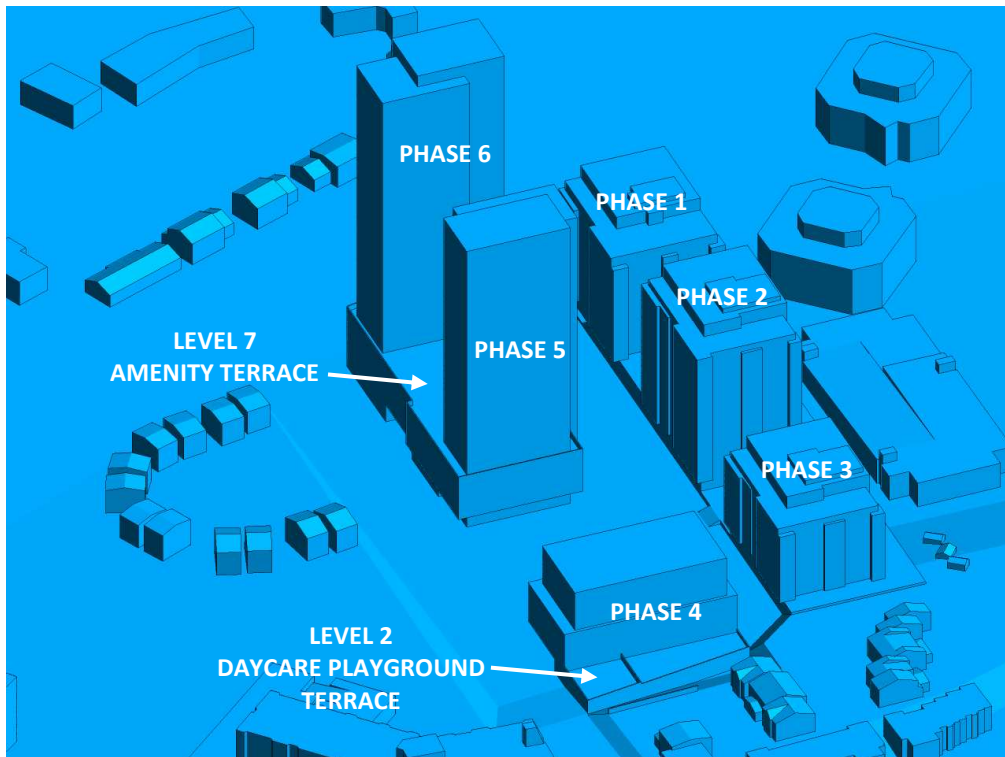 PHASE 6
PHASE 1
PHASE 2
LEVEL 7
AMENITY TERRACE
PHASE 5
PHASE 3
PHASE 4
LEVEL 2
DAYCARE PLAYGROUND
TERRACE